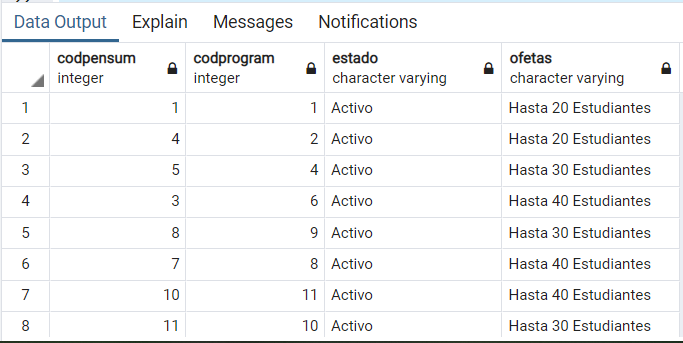 Data Output Explain Messages Notifications
codpensum codprogram estado ofetas
integer integer character varying character varying
1 1 1 Activo Hasta 20 Estudiantes
2 4 2 Activo Hasta 20 Estudiantes
3 5 4 Activo Hasta 30 Estudiantes
4 3 6 Activo Hasta 40 Estudiantes
5 8 9 Activo Hasta 30 Estudiantes
6 7 8 Activo Hasta 40 Estudiantes
7 10 11 Activo Hasta 40 Estudiantes
8 11 10 Activo Hasta 30 Estudiantes